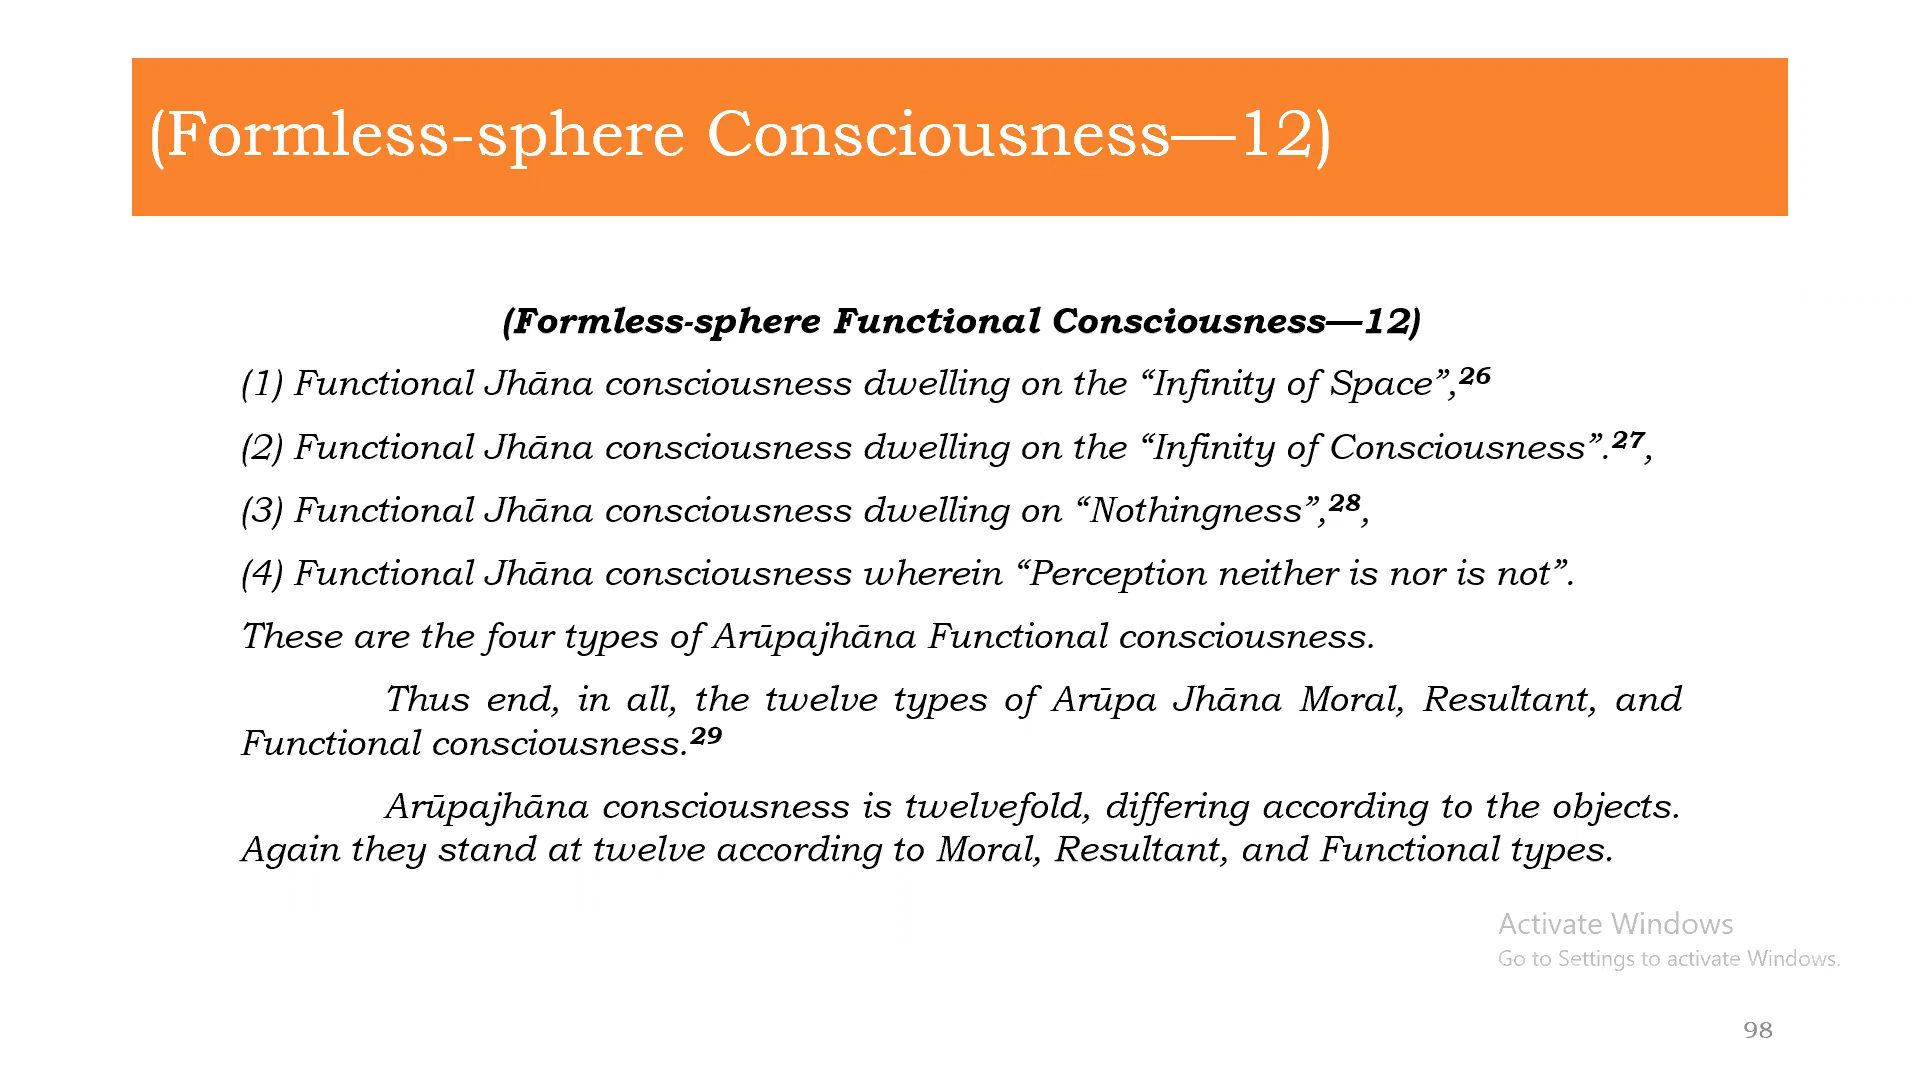 (Formless-sphere Consciousness—12)
(Formless-sphere Functional Consciousness—12)
(1) Functional Jhāna consciousness dwelling on the “Infinity of Space”,26
(2) Functional Jhāna consciousness dwelling on the “Infinity of Consciousness”.27,
(3) Functional Jhāna consciousness dwelling on “Nothingness”,28,
(4) Functional Jhāna consciousness wherein “Perception neither is nor is not”.
These are the four types of Arūpajhāna Functional consciousness.
Thus end, in all, the twelve types of Arūpa Jhāna Moral, Resultant, and
Functional consciousness.29
Arūpajhāna consciousness is twelvefold, differing according to the objects.
Again they stand at twelve according to Moral, Resultant, and Functional types.
Activate Windows
Go to Settings to activate Windows.
98